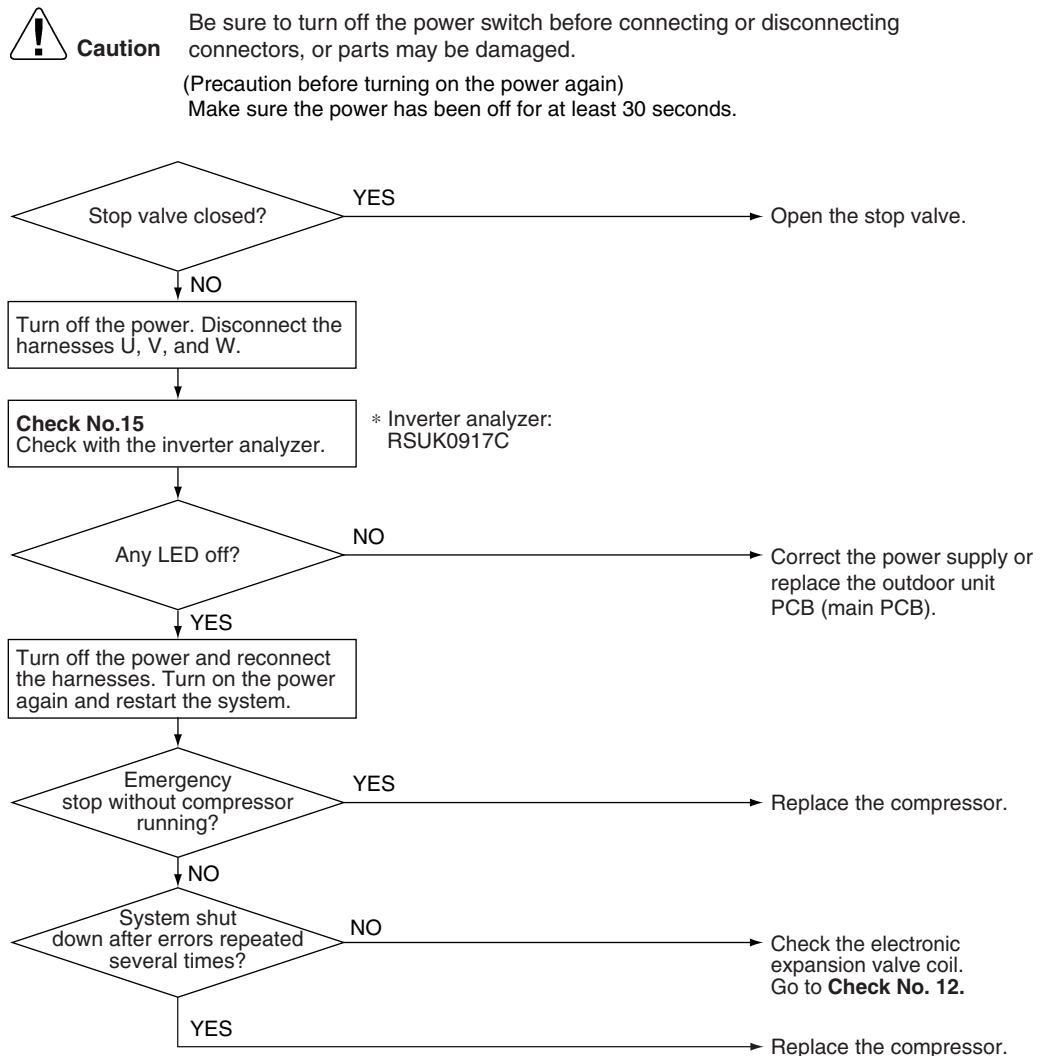 Caution
Be sure to turn off the power switch before connecting or disconnecting
connectors, or parts may be damaged.
(Precaution before turning on the power again)
Make sure the power has been off for at least 30 seconds.
Stop valve closed?
YES
Open the stop valve.
NO
Turn off the power. Disconnect the
harnesses U, V, and W.
Check No.15
Check with the inverter analyzer.
* Inverter analyzer:
RSUK0917C
Any LED off?
NO
Correct the power supply or
replace the outdoor unit
PCB (main PCB).
YES
Turn off the power and reconnect
the harnesses. Turn on the power
again and restart the system.
Emergency
stop without compressor
running?
YES
Replace the compressor.
NO
System shut
down after errors repeated
several times?
NO
Check the electronic
expansion valve coil.
Go to Check No. 12.
YES
Replace the compressor.